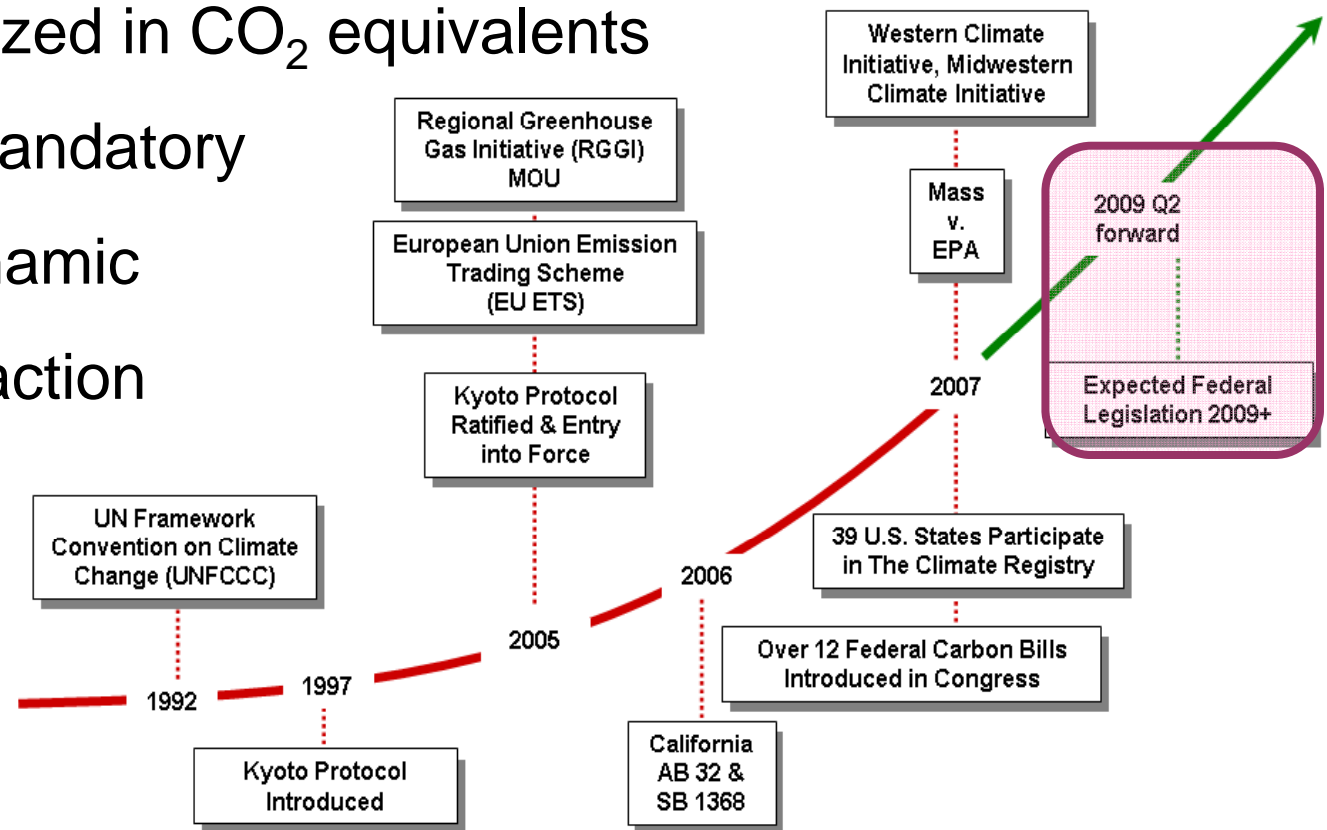 zed in CO₂ equivalents
andatory
namic
action
Western Climate
Initiative, Midwestern
Climate Initiative
Regional Greenhouse
Gas Initiative (RGGI)
MOU
Mass
v.
EPA
2009 Q2
forward
European Union Emission
Trading Scheme
(EU ETS)
2007
Expected Federal
Legislation 2009+
Kyoto Protocol
Ratified & Entry
into Force
UN Framework
Convention on Climate
Change (UNFCCC)
39 U.S. States Participate
in The Climate Registry
2006
2005
Over 12 Federal Carbon Bills
Introduced in Congress
1997
1992
California
AB 32 &
SB 1368
Kyoto Protocol
Introduced